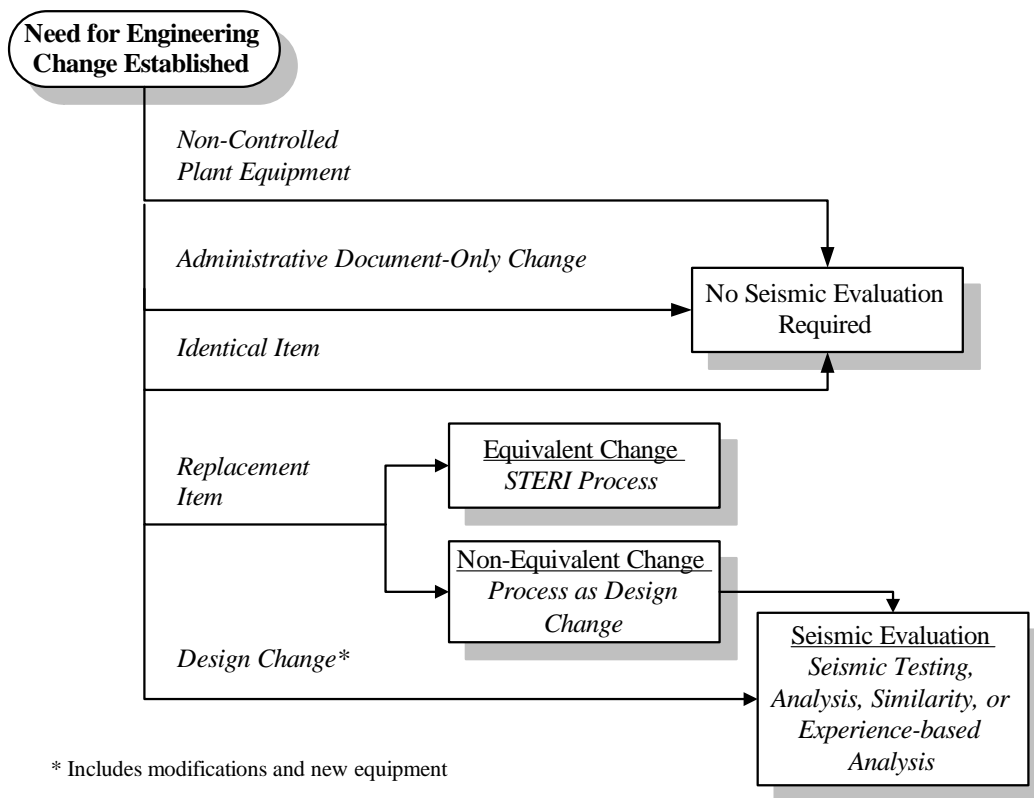 Need for Engineering
Change Established
Non-Controlled
Plant Equipment
Administrative Document-Only Change
No Seismic Evaluation
Required
Identical Item
Equivalent Change
STERI Process
Replacement
Item
Non-Equivalent Change
Process as Design
Change
Design Change*
Seismic Evaluation
Seismic Testing,
Analysis, Similarity, or
Experience-based
Analysis
* Includes modifications and new equipment